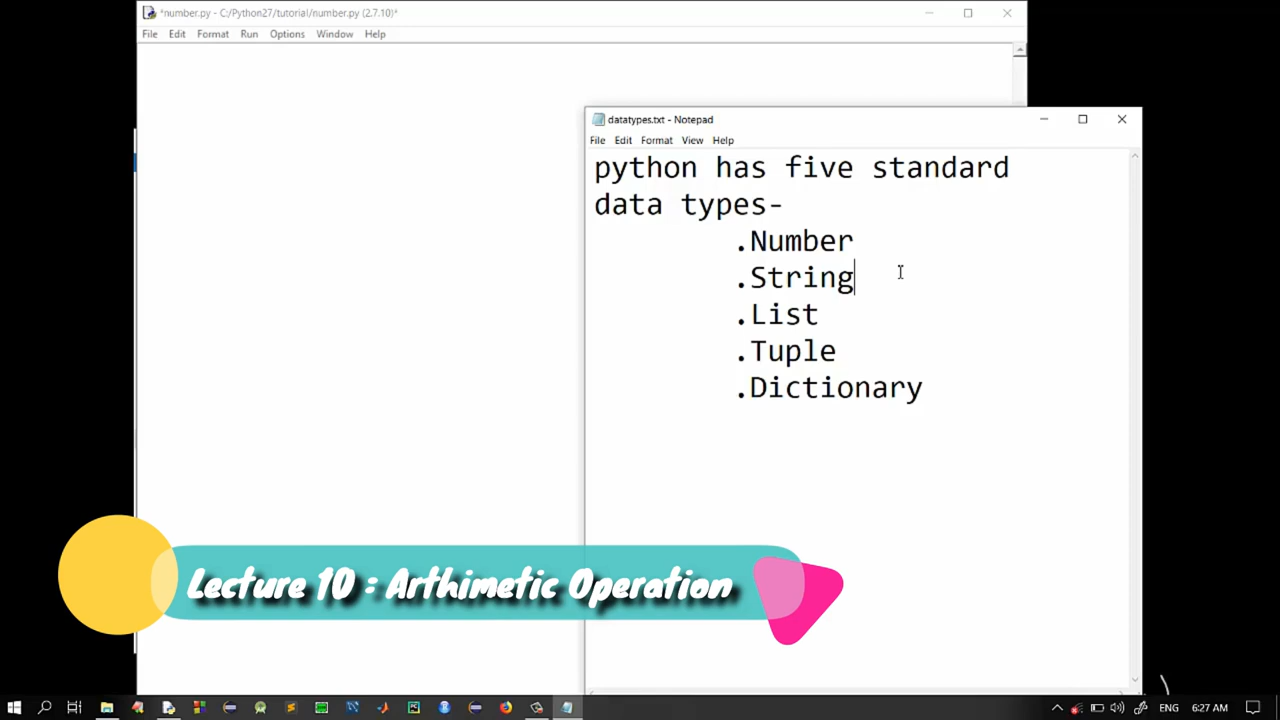 *number.py - C:/Python27/tutorial/number.py (2.7.10)*
File Edit Format Run Options Window Help
datatypes.txt - Notepad
File Edit Format View Help
python has five standard
data types-
.Number
.String
.List
.Tuple
.Dictionary
Lecture 10 : Arthimetic Operation
ENG 6:27 AM